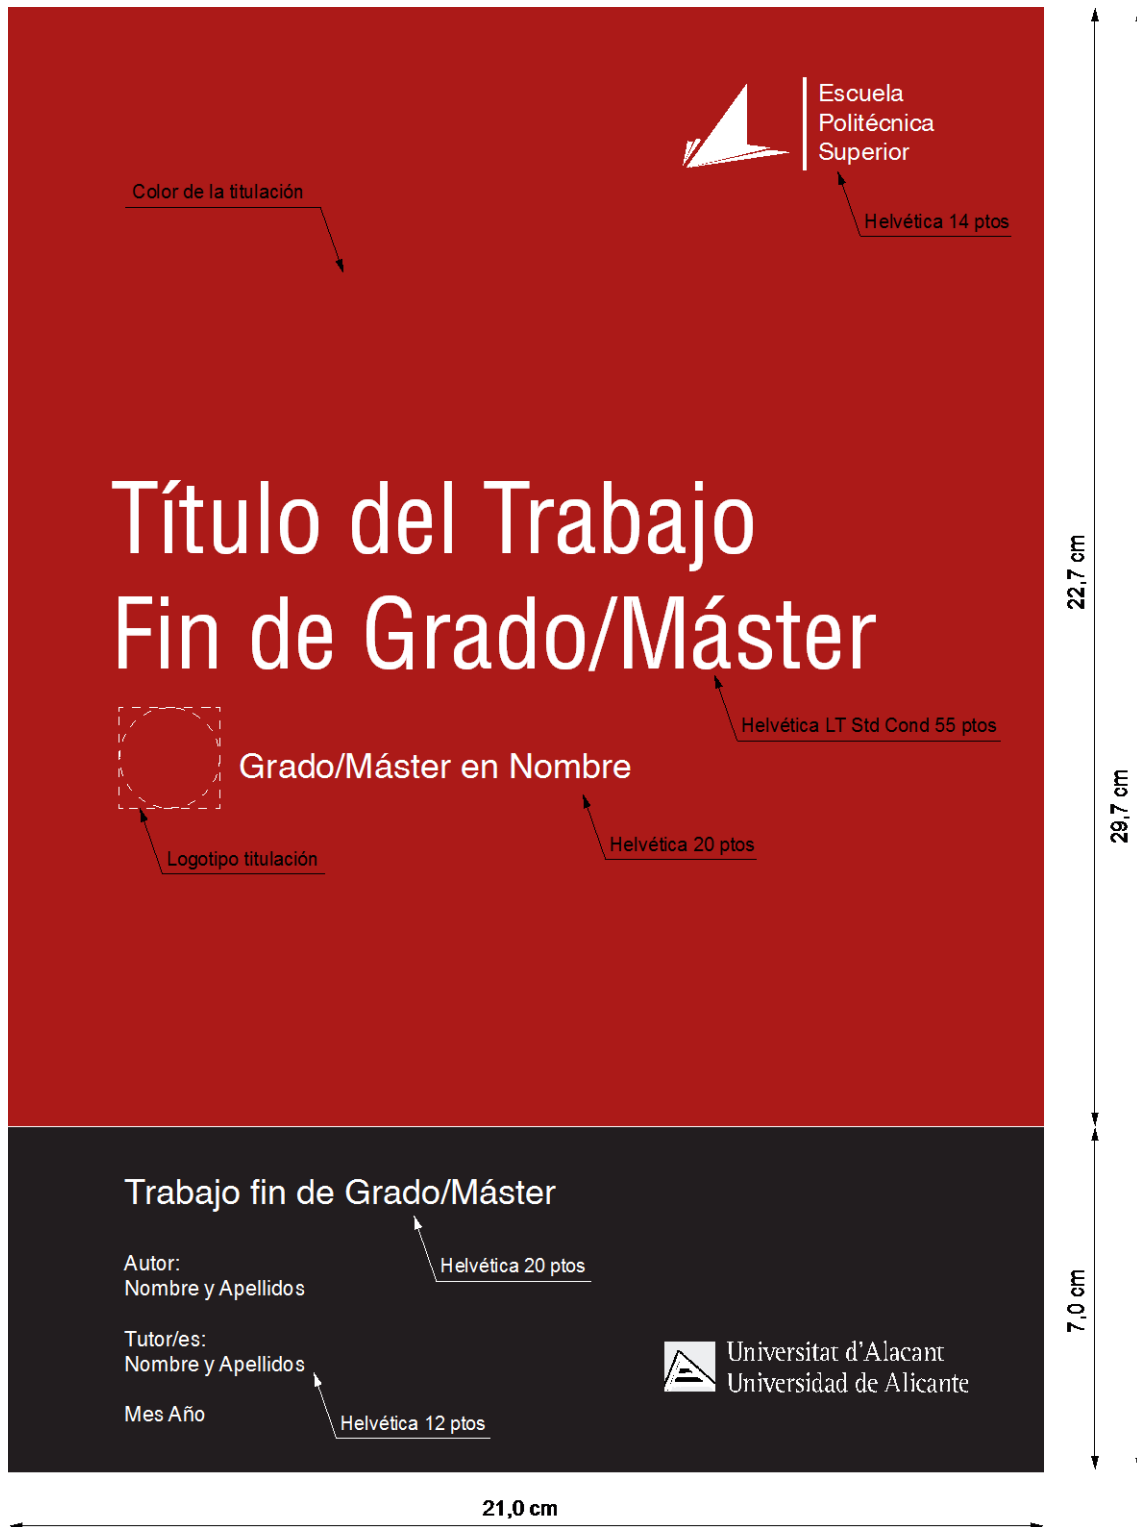 Escuela
Politécnica
Superior
Color de la titulación
Helvética 14 ptos
Título del Trabajo
Fin de Grado/Máster
Helvética LT Std Cond 55 ptos
Grado/Máster en Nombre
Helvética 20 ptos
Logotipo titulación
22,7 cm
29,7 cm
Trabajo fin de Grado/Máster
Helvética 20 ptos
Autor:
Nombre y Apellidos
Tutor/es:
Nombre y Apellidos
Mes Año
Helvética 12 ptos
Universitat d'Alacant
Universidad de Alicante
7,0 cm
21,0 cm